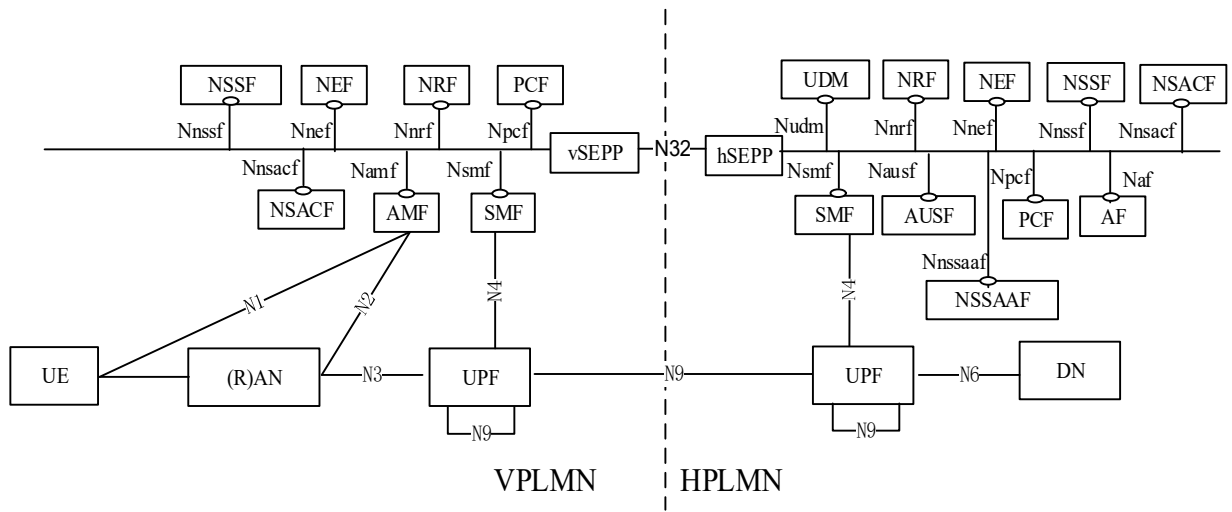 NSSF NEF NRF PCF UDM NRF NEF NSSF NSACF
Nnssf Nnef Nnrf Npcf Nudm Nnrf Nnef Nnssf Nnsacf
vSEPP N32 hSEPP
Nnsacf Namf Nsmf Nsmf Nausf Npcf Naf
NSACF AMF SMF SMF AUSF PCF AF
Nnssaaf
N1 N2 N4 N4 NSSAAF
UE (R)AN N3 UPF N9 UPF N6 DN
N9 N9
VPLMN HPLMN